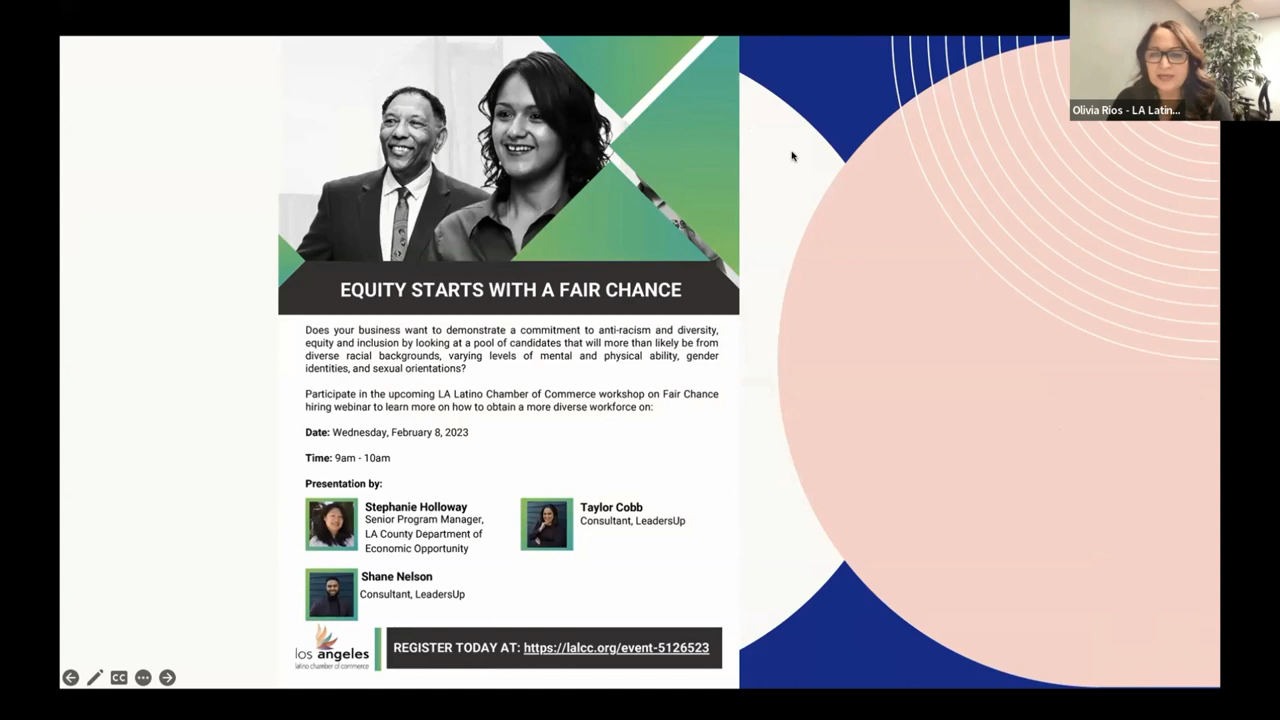 Olivia Ríos - LA Latin...
EQUITY STARTS WITH A FAIR CHANCE
Does your business want to demonstrate a commitment to anti-racism and diversity,
equity and inclusion by looking at a pool of candidates that will more than likely be from
diverse racial backgrounds, varying levels of mental and physical ability, gender
identities, and sexual orientations?
Participate in the upcoming LA Latino Chamber of Commerce workshop on Fair Chance
hiring webinar to learn more on how to obtain a more diverse workforce on:
Date: Wednesday, February 8, 2023
Time: 9am - 10am
Presentation by:
Stephanie Holloway
Senior Program Manager,
LA County Department of
Economic Opportunity
Taylor Cobb
Consultant, LeadersUp
Shane Nelson
Consultant, LeadersUp
los angeles
latino chamber of commerce
REGISTER TODAY AT: https://lalcc.org/event-5126523
CC